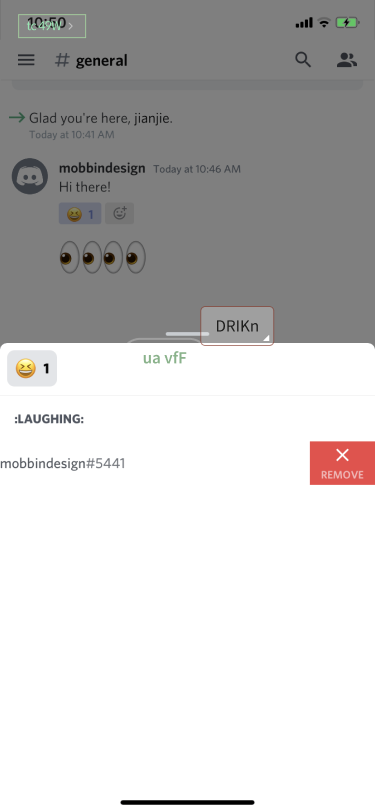 10:50
# general
Glad you're here, jianjie.
Today at 10:41 AM
mobbindesign Today at 10:46 AM
Hi there!
1
DRIKn
ua vfF
1
:LAUGHING:
mobbindesign#5441
REMOVE